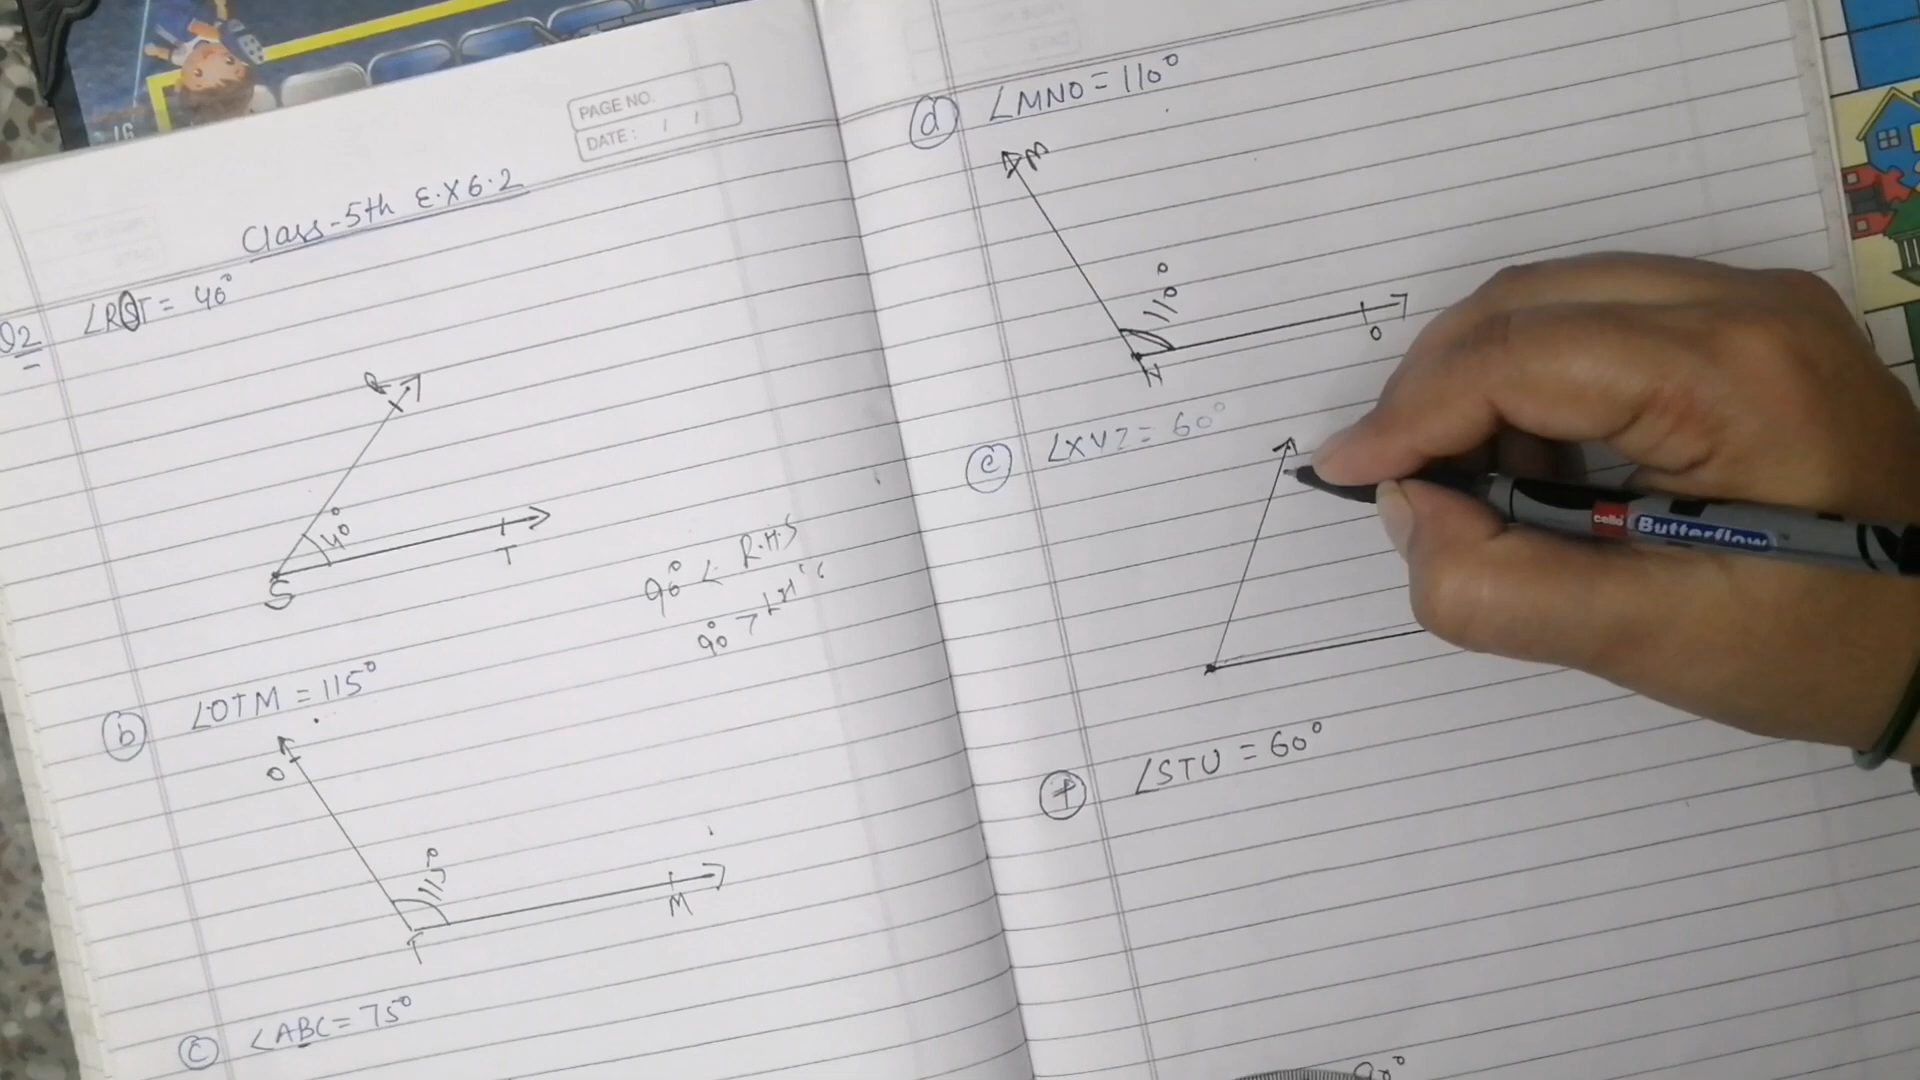 PAGE NO.
DATE: / /
Class-5th E.X 6.2
Q2 ∠RST = 40°
R
40°
S
T
90° < R.H.S
90° >
b ∠OTM = 115°
O
115°
T
M
C ∠ABC = 75°
d ∠MNO = 110°
M
110°
N
O
e ∠XYZ = 60°
cello Butterflow
f ∠STU = 60°
90°